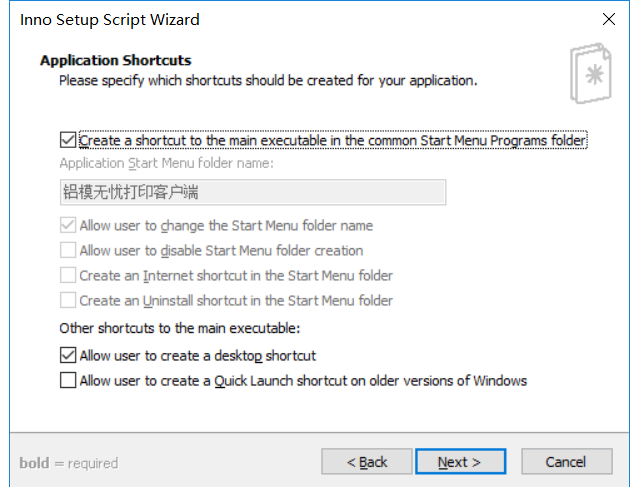 Inno Setup Script Wizard
Application Shortcuts
Please specify which shortcuts should be created for your application.
Create a shortcut to the main executable in the common Start Menu Programs folder
Application Start Menu folder name:
铝模无忧打印客户端
Allow user to change the Start Menu folder name
Allow user to disable Start Menu folder creation
Create an Internet shortcut in the Start Menu folder
Create an Uninstall shortcut in the Start Menu folder
Other shortcuts to the main executable:
Allow user to create a desktop shortcut
Allow user to create a Quick Launch shortcut on older versions of Windows
bold = required
< Back
Next >
Cancel